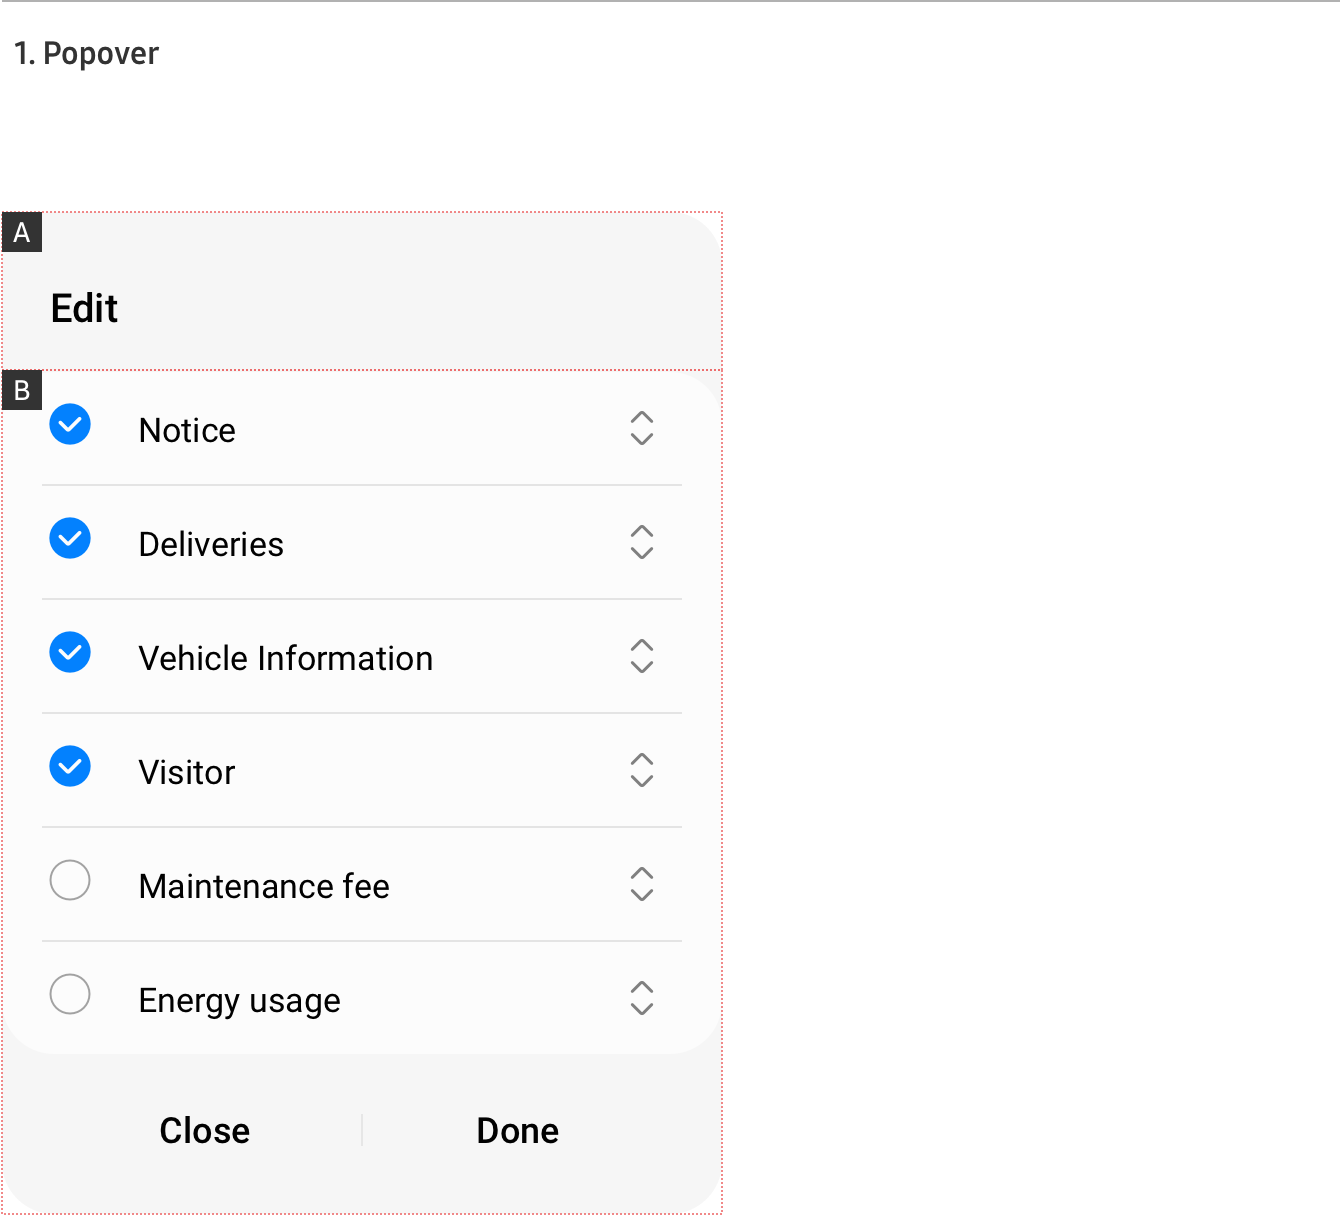 1. Popover
A
Edit
B
Notice
Deliveries
Vehicle Information
Visitor
Maintenance fee
Energy usage
Close
Done